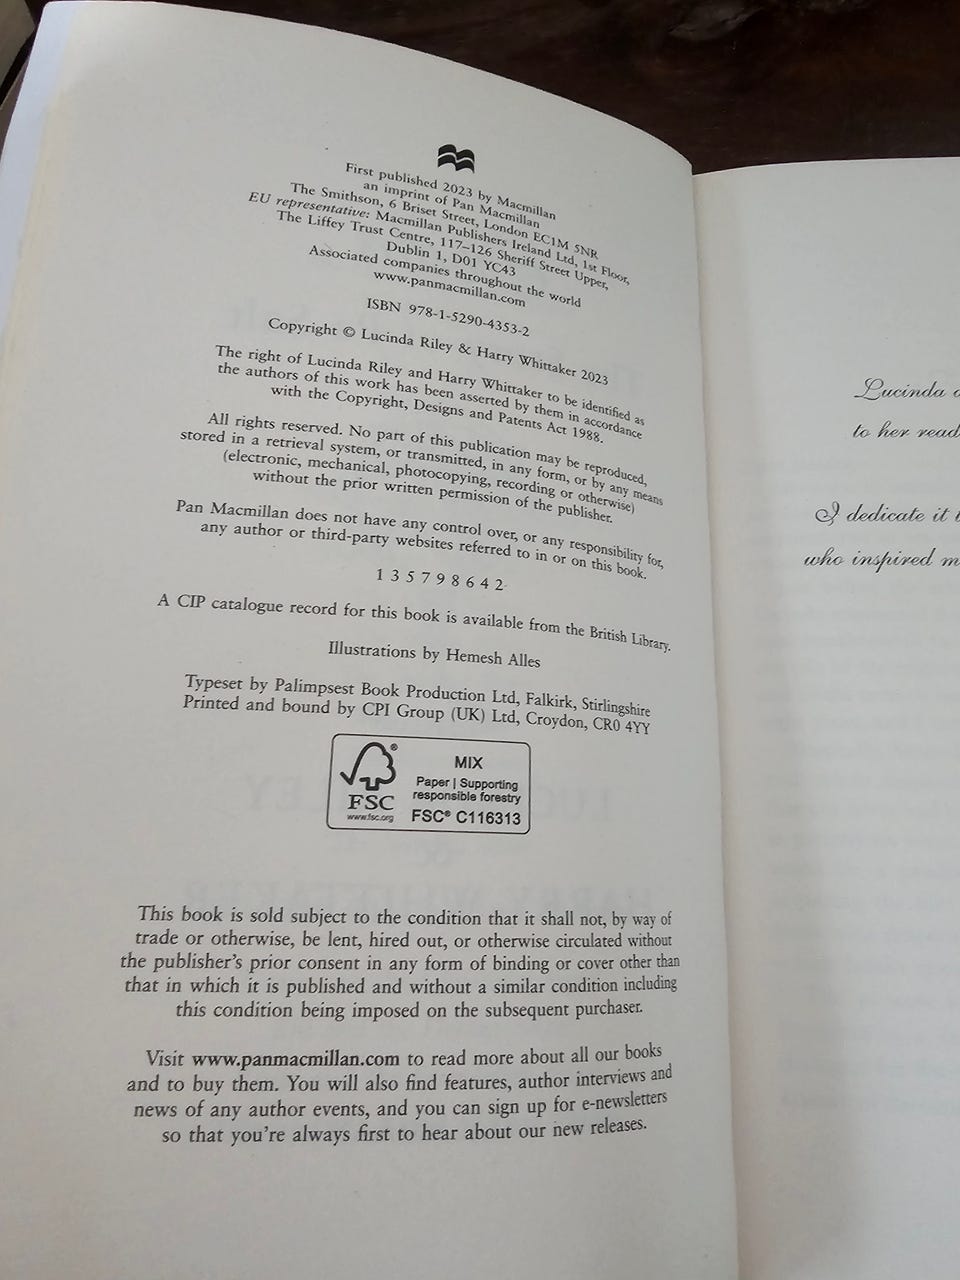 First published 2023 by Macmillan
an imprint of Pan Macmillan
The Smithson, 6 Briset Street, London EC1M 5NR
EU representative: Macmillan Publishers Ireland Ltd, 1st Floor,
The Liffey Trust Centre, 117–126 Sheriff Street Upper,
Dublin 1, D01 YC43
Associated companies throughout the world
www.panmacmillan.com
ISBN 978-1-5290-4353-2
Copyright © Lucinda Riley & Harry Whittaker 2023
The right of Lucinda Riley and Harry Whittaker to be identified as
the authors of this work has been asserted by them in accordance
with the Copyright, Designs and Patents Act 1988.
All rights reserved. No part of this publication may be reproduced,
stored in a retrieval system, or transmitted, in any form, or by any means
(electronic, mechanical, photocopying, recording or otherwise)
without the prior written permission of the publisher.
Pan Macmillan does not have any control over, or any responsibility for,
any author or third-party websites referred to in or on this book.
1 3 5 7 9 8 6 4 2
A CIP catalogue record for this book is available from the British Library.
Illustrations by Hemesh Alles
Typeset by Palimpsest Book Production Ltd, Falkirk, Stirlingshire
Printed and bound by CPI Group (UK) Ltd, Croydon, CR0 4YY
FSC
www.fsc.org
MIX
Paper | Supporting
responsible forestry
FSC® C116313
This book is sold subject to the condition that it shall not, by way of
trade or otherwise, be lent, hired out, or otherwise circulated without
the publisher's prior consent in any form of binding or cover other than
that in which it is published and without a similar condition including
this condition being imposed on the subsequent purchaser.
Visit www.panmacmillan.com to read more about all our books
and to buy them. You will also find features, author interviews and
news of any author events, and you can sign up for e-newsletters
so that you're always first to hear about our new releases.
Lucinda
to her
I dedicate it
who inspired